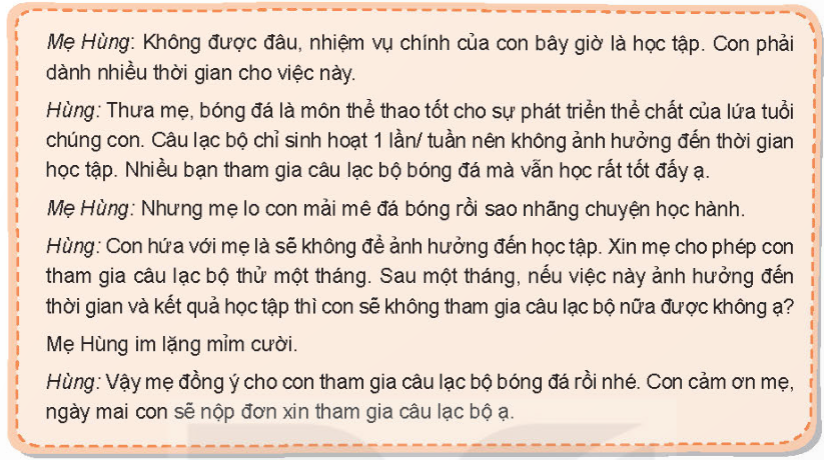 Mẹ Hùng: Không được đâu, nhiệm vụ chính của con bây giờ là học tập. Con phải
dành nhiều thời gian cho việc này.
Hùng: Thưa mẹ, bóng đá là môn thể thao tốt cho sự phát triển thể chất của lứa tuổi
chúng con. Câu lạc bộ chỉ sinh hoạt 1 lần/ tuần nên không ảnh hưởng đến thời gian
học tập. Nhiều bạn tham gia câu lạc bộ bóng đá mà vẫn học rất tốt đấy ạ.
Mẹ Hùng: Nhưng mẹ lo con mải mê đá bóng rồi sao nhãng chuyện học hành.
Hùng: Con hứa với mẹ là sẽ không để ảnh hưởng đến học tập. Xin mẹ cho phép con
tham gia câu lạc bộ thử một tháng. Sau một tháng, nếu việc này ảnh hưởng đến
thời gian và kết quả học tập thì con sẽ không tham gia câu lạc bộ nữa được không ạ?
Mẹ Hùng im lặng mỉm cười.
Hùng: Vậy mẹ đồng ý cho con tham gia câu lạc bộ bóng đá rồi nhé. Con cảm ơn mẹ,
ngày mai con sẽ nộp đơn xin tham gia câu lạc bộ ạ.